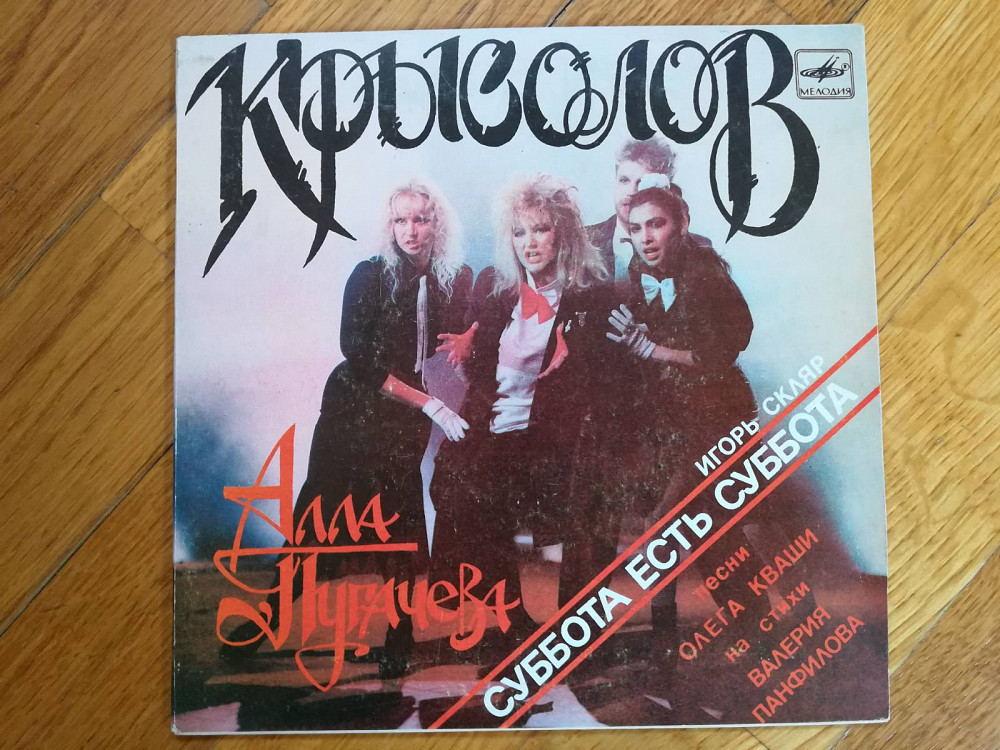 Крысолов
МЕЛОДИЯ
Алла
Пугачева
ИГОРЬ СКЛЯР
СУББОТА ЕСТЬ СУББОТА
песни
ОЛЕГА КВАШИ
на стихи
ВАЛЕРИЯ
ПАНФИЛОВА